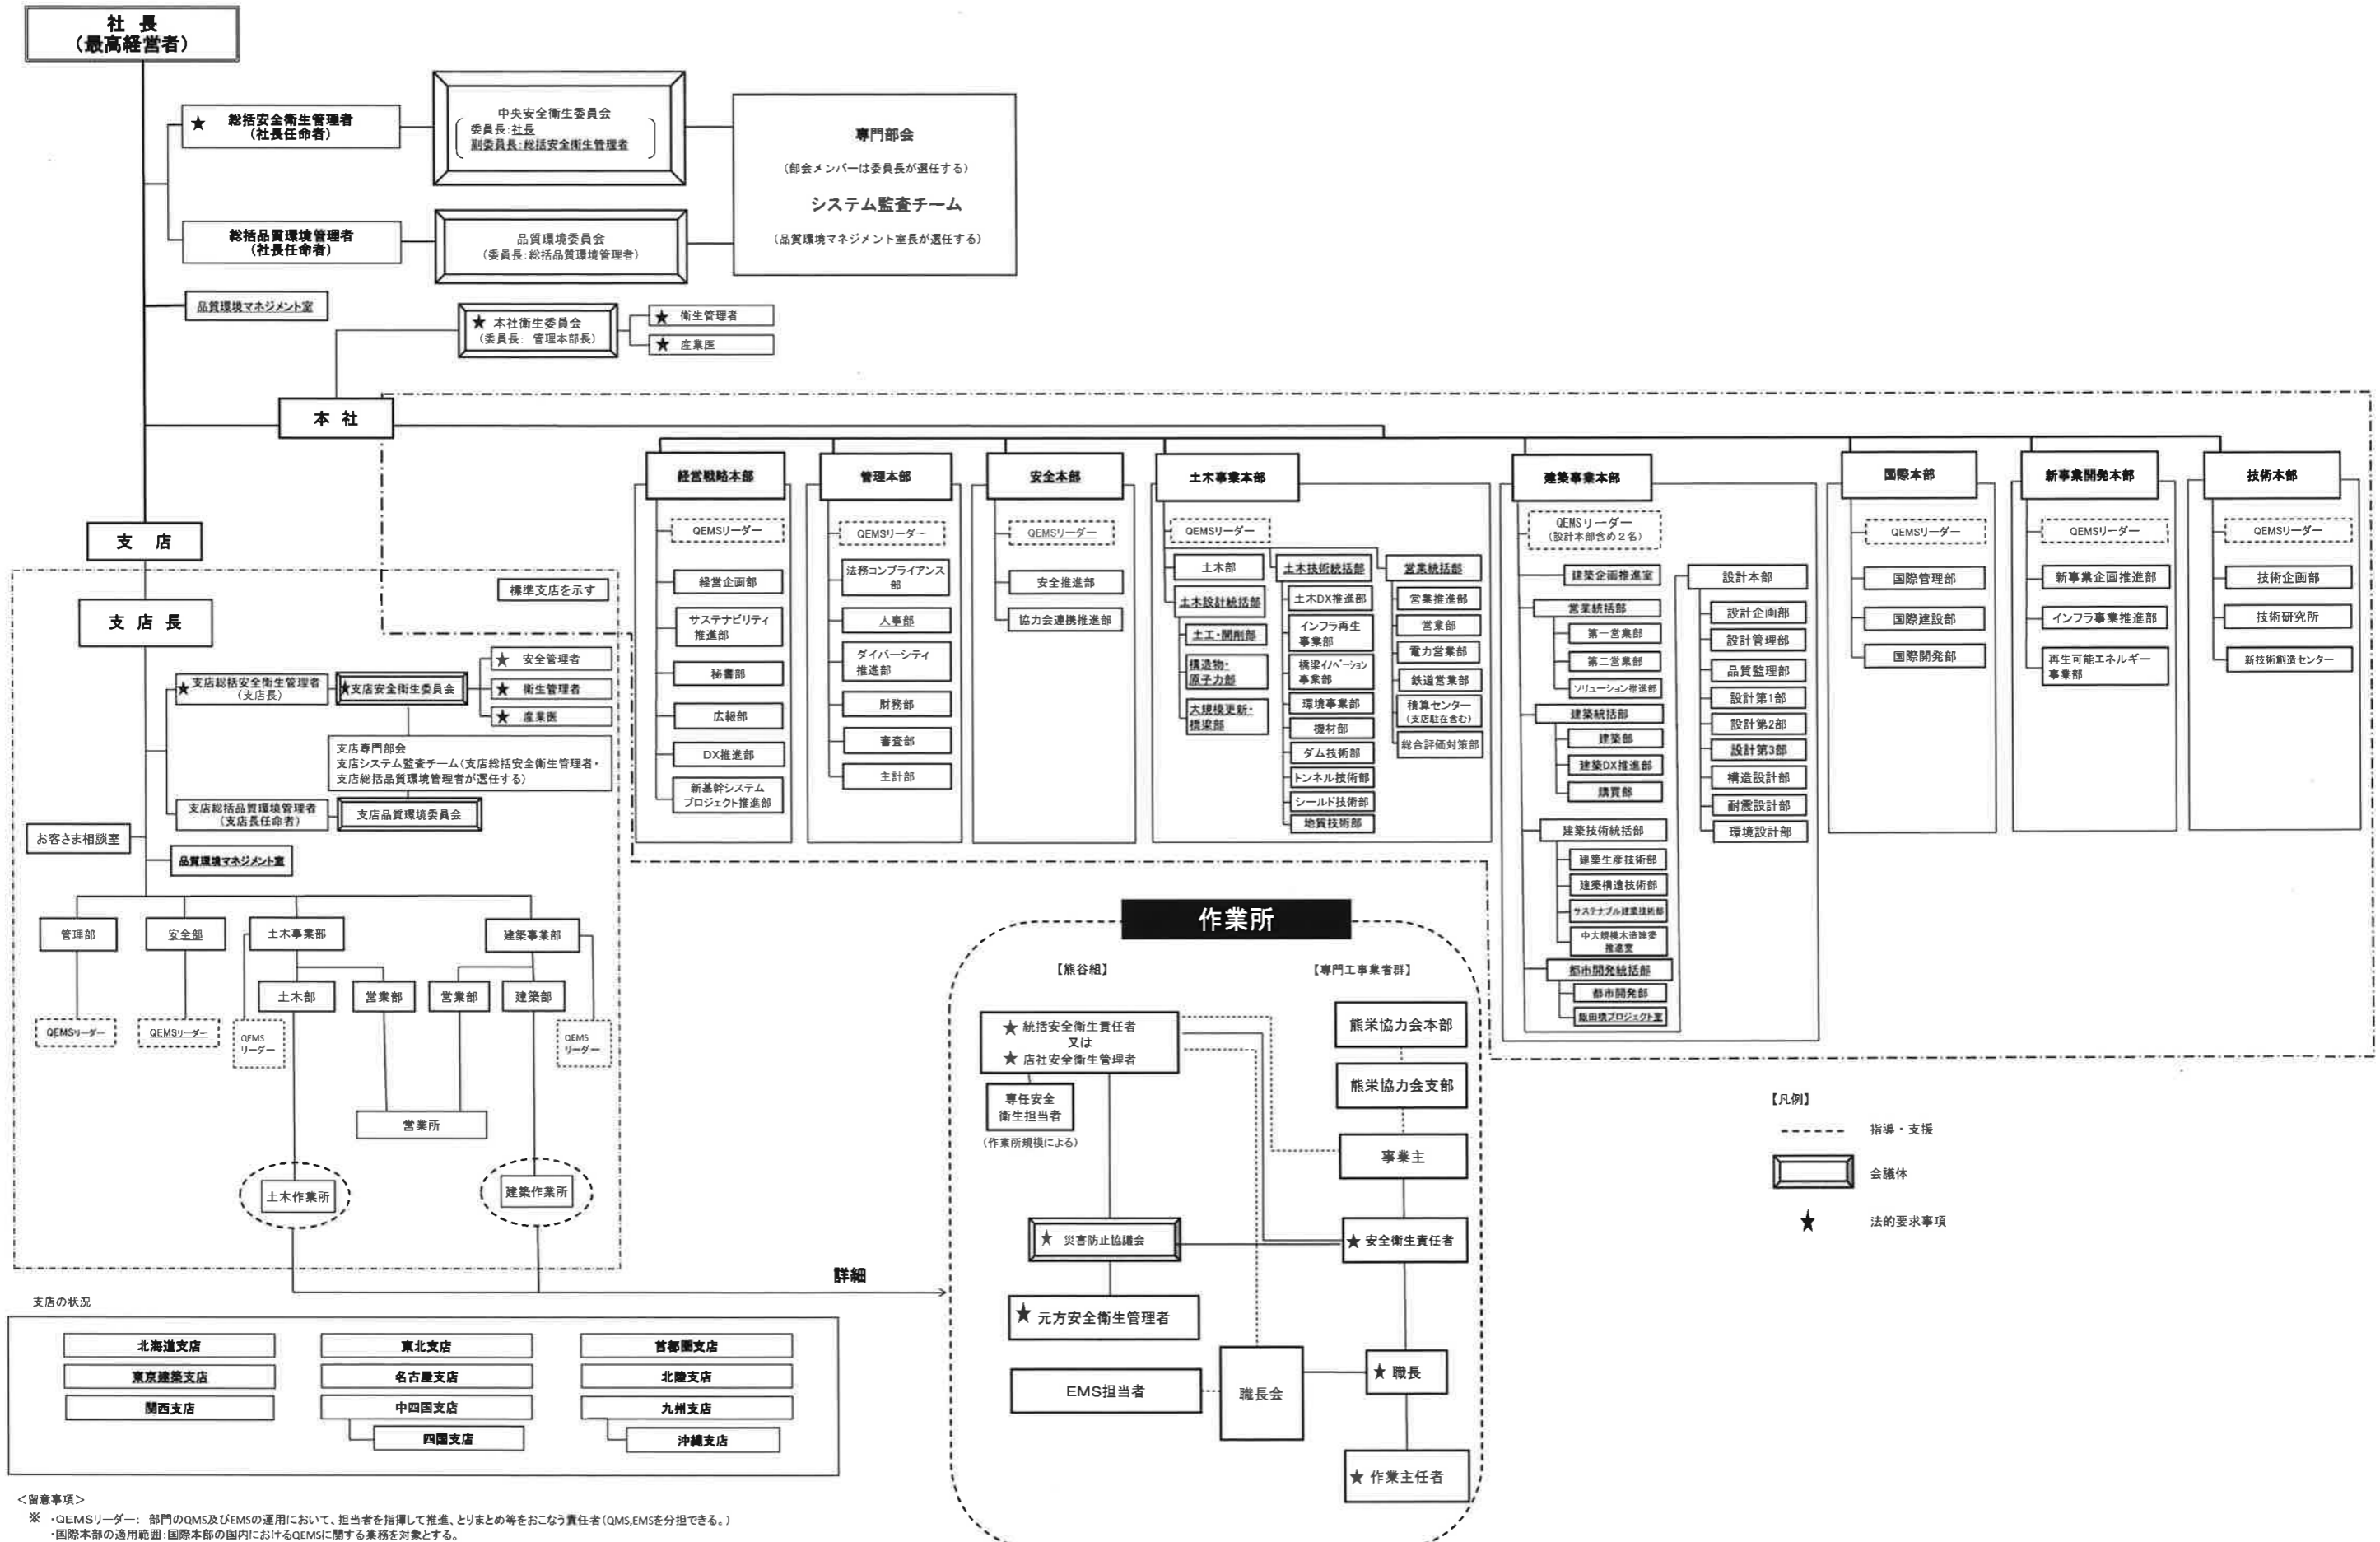 社 長
（最高経営者）
★ 総括安全衛生管理者
（社長任命者）
中央安全衛生委員会
委員長：社長
副委員長：総括安全衛生管理者
専門部会
（部会メンバーは委員長が選任する）
システム監査チーム
（品質環境マネジメント室長が選任する）
総括品質環境管理者
（社長任命者）
品質環境委員会
（委員長：総括品質環境管理者）
品質環境マネジメント室
★ 本社衛生委員会
（委員長： 管理本部長）
★ 衛生管理者
★ 産業医
本 社
経営戦略本部
QEMSリーダー
経営企画部
サステナビリティ
推進部
秘書部
広報部
DX推進部
新基幹システム
プロジェクト推進部
管理本部
QEMSリーダー
法務コンプライアンス
部
人事部
ダイバーシティ
推進部
財務部
審査部
主計部
安全本部
QEMSリーダー
安全推進部
協力会連携推進部
土木事業本部
QEMSリーダー
土木部
土木設計統括部
土工・開削部
構造物・
原子力部
大規模更新・
橋梁部
土木技術統括部
土木DX推進部
インフラ再生
事業部
橋梁イノベーション
事業部
環境事業部
機材部
ダム技術部
トンネル技術部
シールド技術部
地質技術部
営業統括部
営業推進部
営業部
電力営業部
鉄道営業部
積算センター
（支店駐在含む）
総合評価対策部
建築事業本部
QEMSリーダー
（設計本部含め２名）
建築企画推進室
営業統括部
第一営業部
第二営業部
ソリューション推進部
建築統括部
建築部
建築DX推進部
購買部
建築技術統括部
建築生産技術部
建築構造技術部
サステナブル建築技術部
中大規模木造建築
推進室
都市開発統括部
都市開発部
飯田橋プロジェクト室
設計本部
設計企画部
設計管理部
品質監理部
設計第1部
設計第2部
設計第3部
構造設計部
耐震設計部
環境設計部
国際本部
QEMSリーダー
国際管理部
国際建設部
国際開発部
新事業開発本部
QEMSリーダー
新事業企画推進部
インフラ事業推進部
再生可能エネルギー
事業部
技術本部
QEMSリーダー
技術企画部
技術研究所
新技術創造センター
支 店
標準支店を示す
支 店 長
★支店総括安全衛生管理者
（支店長）
★支店安全衛生委員会
★ 安全管理者
★ 衛生管理者
★ 産業医
支店専門部会
支店システム監査チーム（支店総括安全衛生管理者・
支店総括品質環境管理者が選任する）
支店総括品質環境管理者
（支店長任命者）
支店品質環境委員会
お客さま相談室
品質環境マネジメント室
管理部
安全部
土木事業部
建築事業部
土木部
営業部
営業部
建築部
QEMSリーダー
QEMSリーダー
QEMS
リーダー
QEMS
リーダー
営業所
土木作業所
建築作業所
詳細
作業所
【熊谷組】
【専門工事業者群】
★ 統括安全衛生責任者
又は
★ 店社安全衛生管理者
専任安全
衛生担当者
（作業所規模による）
熊栄協力会本部
熊栄協力会支部
事業主
★ 災害防止協議会
★ 安全衛生責任者
★ 元方安全衛生管理者
EMS担当者
職長会
★ 職長
★ 作業主任者
【凡例】
指導・支援
会議体
★ 法的要求事項
支店の状況
北海道支店
東北支店
首都圏支店
東京建築支店
名古屋支店
北陸支店
関西支店
中四国支店
九州支店
四国支店
沖縄支店
＜留意事項＞
※ ・QEMSリーダー： 部門のQMS及びEMSの運用において、担当者を指揮して推進、とりまとめ等をおこなう責任者（QMS,EMSを分担できる。）
・国際本部の適用範囲：国際本部の国内におけるQEMSに関する業務を対象とする。